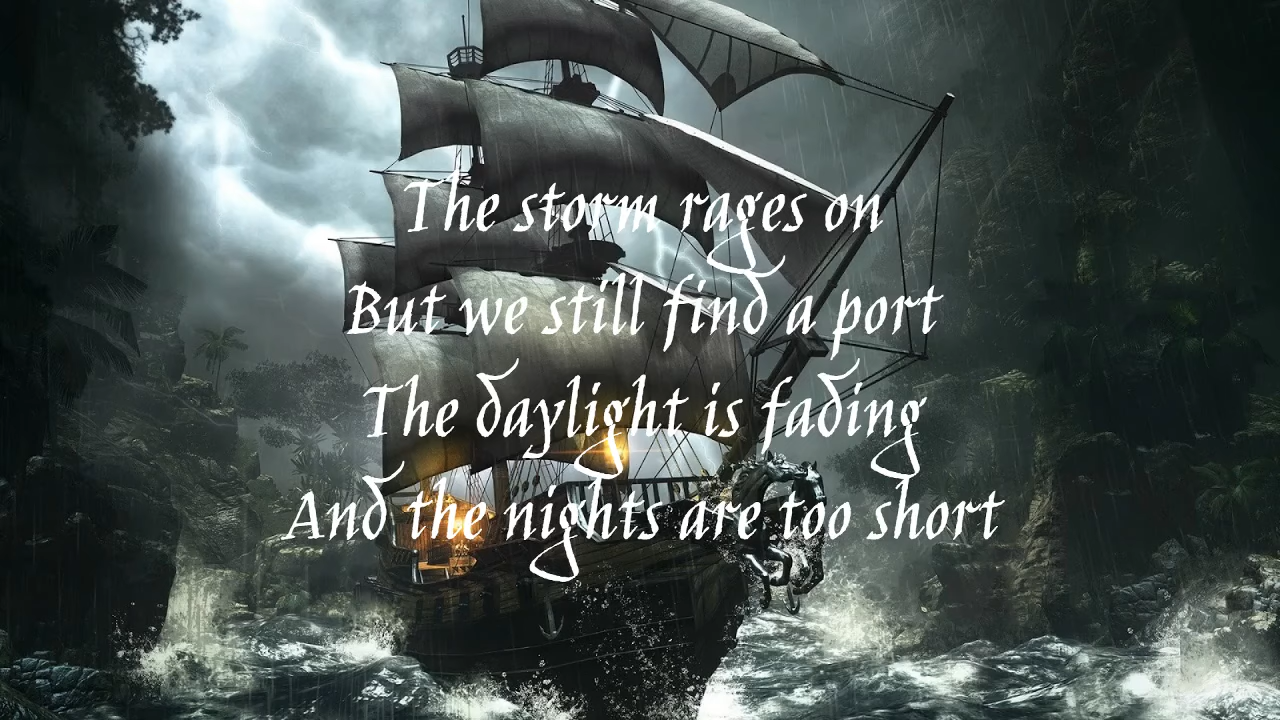 The storm rages on
But we still find a port
The daylight is fading
And the nights are too short